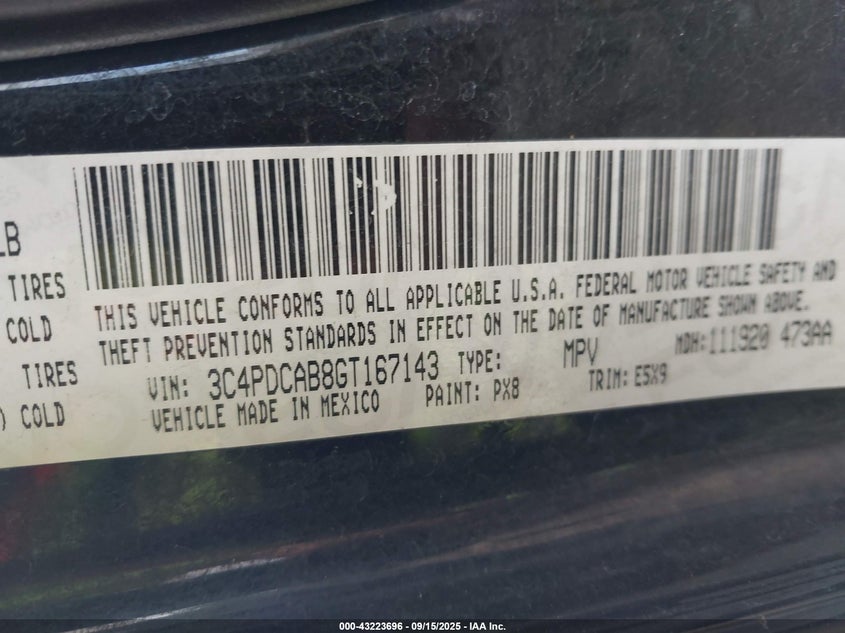 LB
TIRES
COLD
TIRES
) COLD
THIS VEHICLE CONFORMS TO ALL APPLICABLE U.S.A. FEDERAL MOTOR VEHICLE SAFETY AND
THEFT PREVENTION STANDARDS IN EFFECT ON THE DATE OF MANUFACTURE SHOWN ABOVE.
VIN: 3C4PDCAB8GT167143 TYPE: MPV MDH:111920 473AA
VEHICLE MADE IN MEXICO PAINT: PX8 TRIM: E5X9
000-43223696 - 09/15/2025 - IAA Inc.